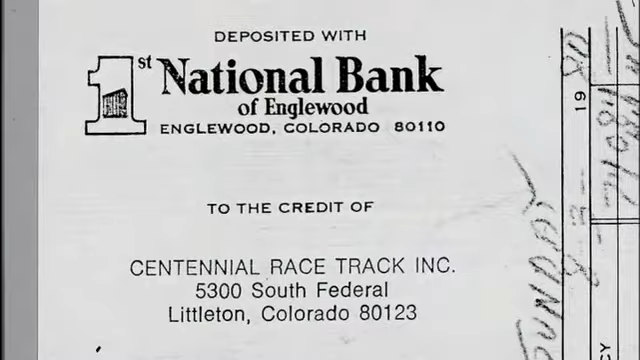 DEPOSITED WITH
1st National Bank
of Englewood
ENGLEWOOD, COLORADO 80110
TO THE CREDIT OF
CENTENNIAL RACE TRACK INC.
5300 South Federal
Littleton, Colorado 80123
19